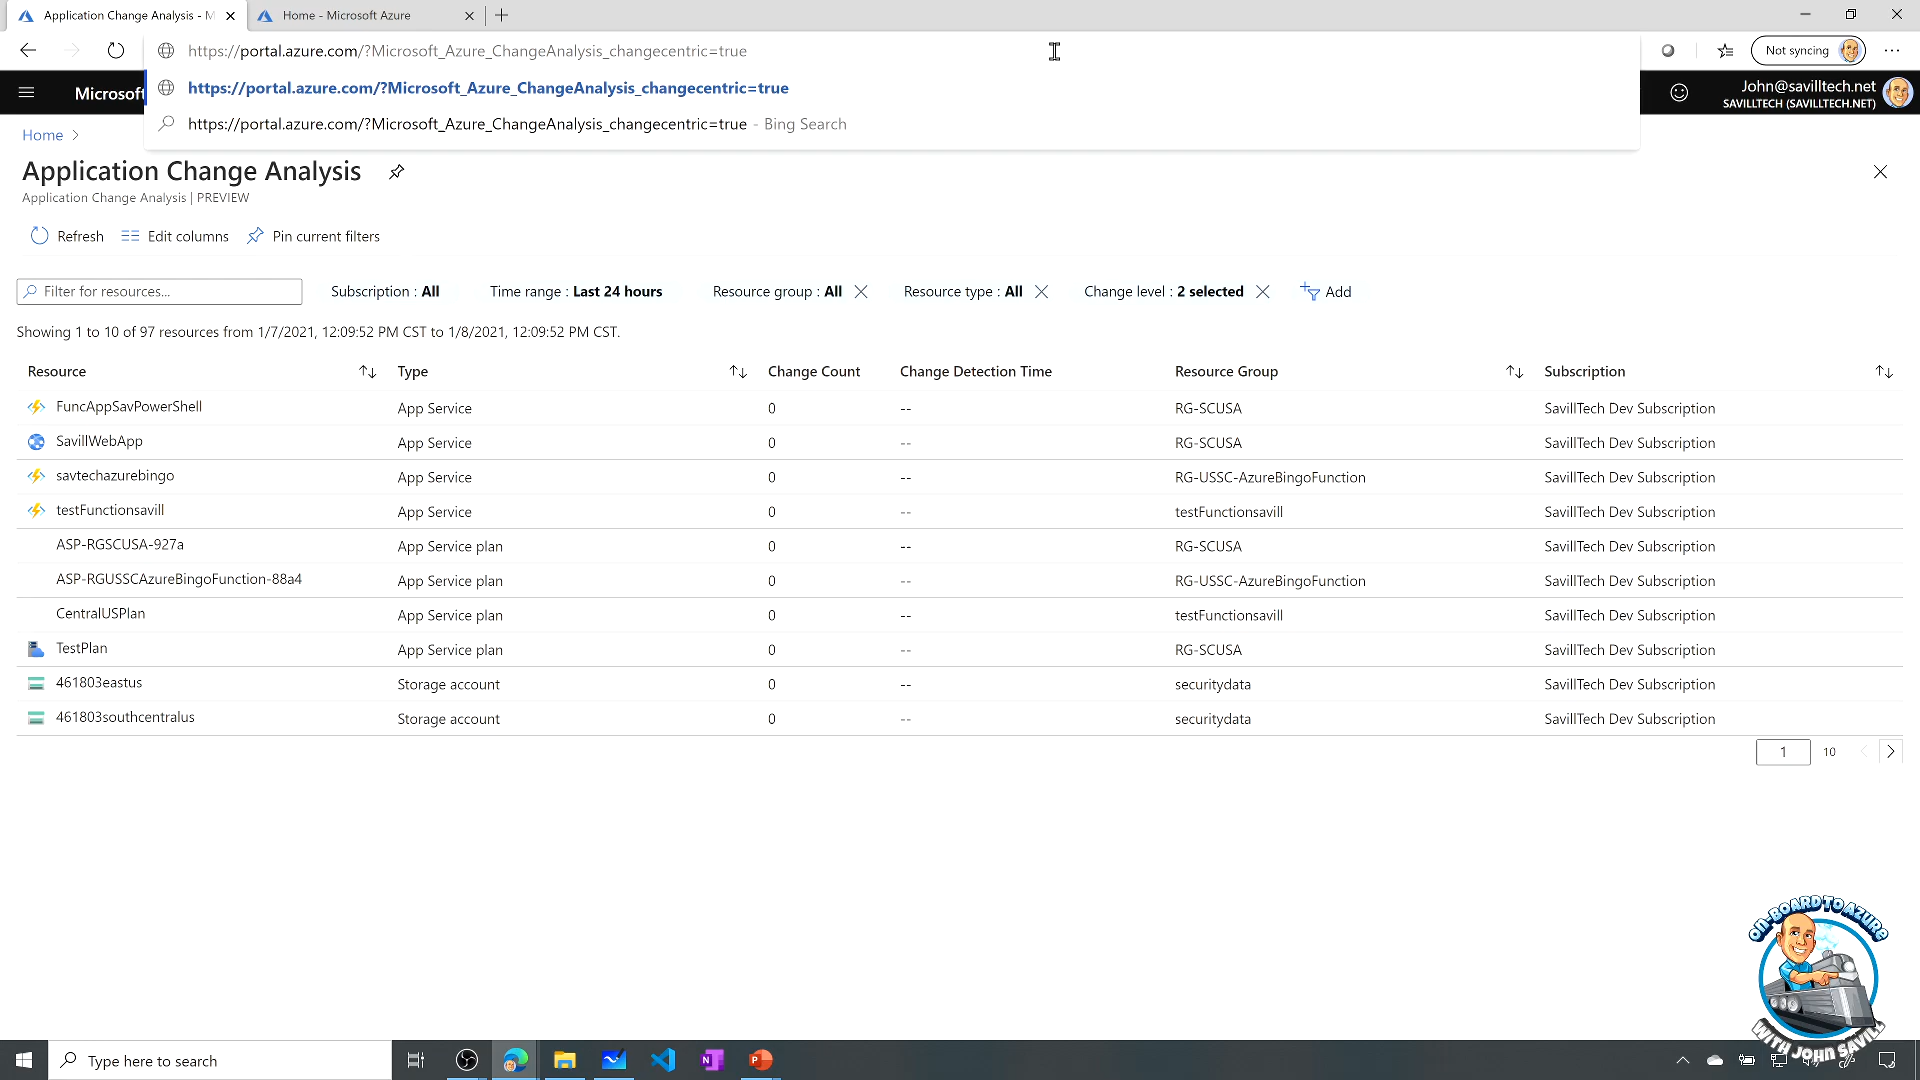 Application Change Analysis - M
Home - Microsoft Azure
https://portal.azure.com/?Microsoft_Azure_ChangeAnalysis_changecentric=true
Not syncing
https://portal.azure.com/?Microsoft_Azure_ChangeAnalysis_changecentric=true
https://portal.azure.com/?Microsoft_Azure_ChangeAnalysis_changecentric=true - Bing Search
Microsoft
John@savilltech.net
SAVILLTECH (SAVILLTECH.NET)
Home >
Application Change Analysis
Application Change Analysis | PREVIEW
Refresh Edit columns Pin current filters
Filter for resources... Subscription : All Time range : Last 24 hours Resource group : All Resource type : All Change level : 2 selected Add
Showing 1 to 10 of 97 resources from 1/7/2021, 12:09:52 PM CST to 1/8/2021, 12:09:52 PM CST.
Resource Type Change Count Change Detection Time Resource Group Subscription
FuncAppSavPowerShell App Service 0 -- RG-SCUSA SavillTech Dev Subscription
SavillWebApp App Service 0 -- RG-SCUSA SavillTech Dev Subscription
savtechazurebingo App Service 0 -- RG-USSC-AzureBingoFunction SavillTech Dev Subscription
testFunctionsavill App Service 0 -- testFunctionsavill SavillTech Dev Subscription
ASP-RGSCUSA-927a App Service plan 0 -- RG-SCUSA SavillTech Dev Subscription
ASP-RGUSSCAzureBingoFunction-88a4 App Service plan 0 -- RG-USSC-AzureBingoFunction SavillTech Dev Subscription
CentralUSPlan App Service plan 0 -- testFunctionsavill SavillTech Dev Subscription
TestPlan App Service plan 0 -- RG-SCUSA SavillTech Dev Subscription
461803eastus Storage account 0 -- securitydata SavillTech Dev Subscription
461803southcentralus Storage account 0 -- securitydata SavillTech Dev Subscription
1 10
ON-BOARD TO AZURE
WITH JOHN SAVILL
Type here to search